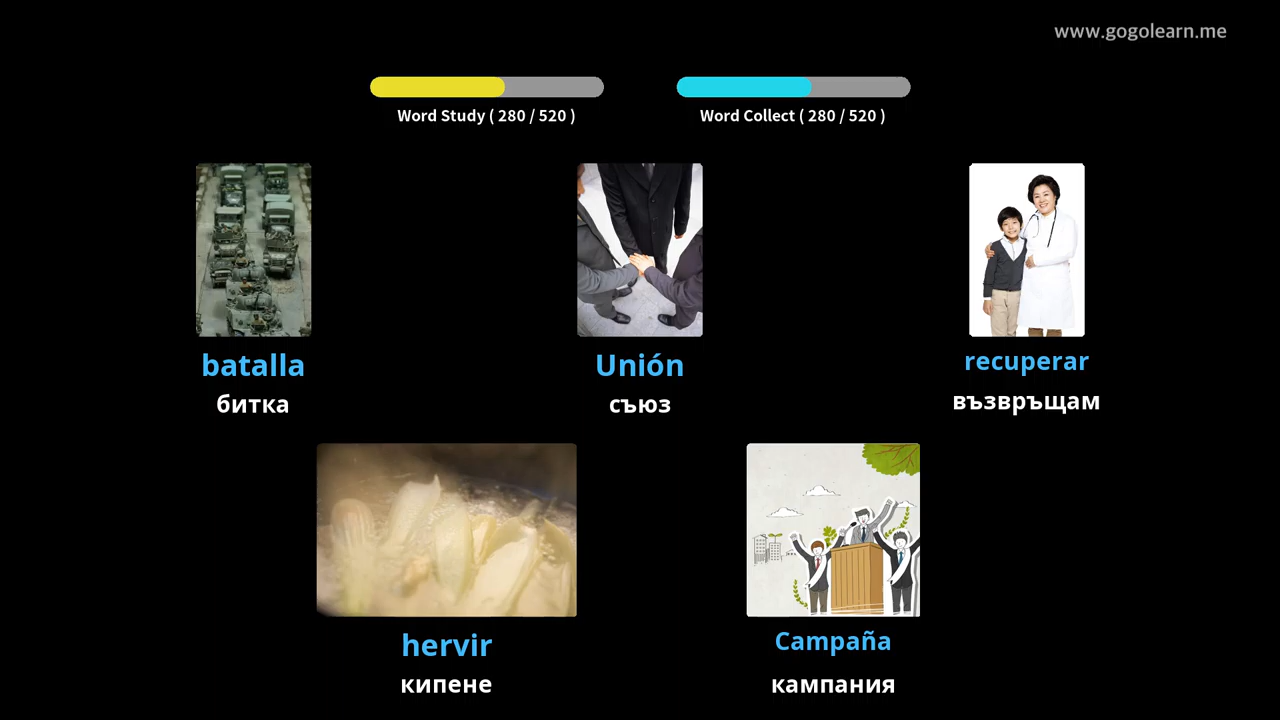 www.gogolearn.me
Word Study ( 280 / 520 )
Word Collect ( 280 / 520 )
batalla
битка
Unión
съюз
recuperar
възвръщам
hervir
кипене
Campaña
кампания